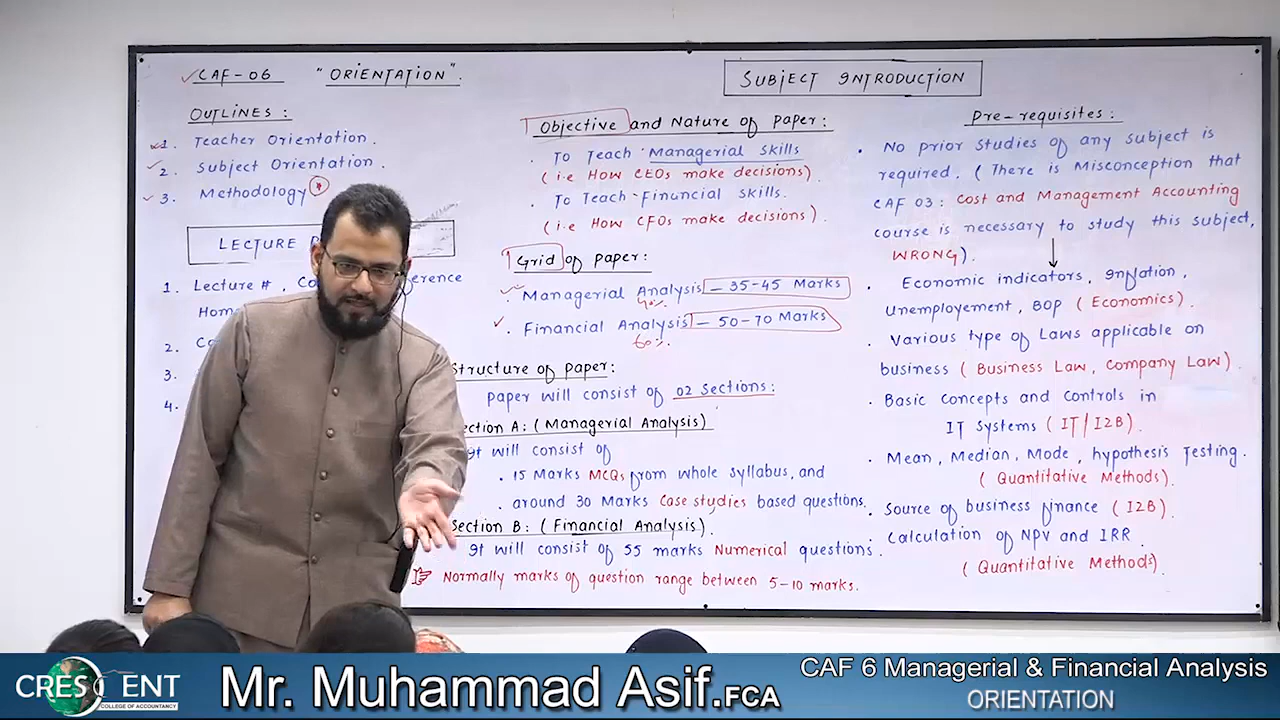 CAF-06 "ORIENTATION".
OUTLINES:
1. Teacher Orientation.
2. Subject Orientation.
3. Methodology
LECTURE
1. Lecture #,
2.
3.
4.
SUBJECT INTRODUCTION
Objective and Nature of paper:
. To Teach Managerial Skills
(i.e How CEOs make decisions).
. To Teach Financial Skills.
(i.e How CFOs make decisions).
Grid of paper:
. Managerial Analysis - 35-45 Marks
40%
. Financial Analysis - 50-70 Marks
60%
Structure of paper:
paper will consist of 02 Sections:
ection A: (Managerial Analysis)
It will consist of
. 15 Marks MCQs from whole syllabus, and
. around 30 Marks Case studies based questions.
Section B: (Financial Analysis).
It will consist of 55 marks Numerical questions.
Normally marks of question range between 5-10 marks.
Pre-requisites:
. No prior studies of any subject is
required. (There is Misconception that
CAF 03: Cost and Management Accounting
course is necessary to study this subject,
WRONG).
. Economic indicators, Inflation,
Unemployement, BOP (Economics).
. Various type of Laws applicable on
business (Business Law, Company Law).
. Basic Concepts and Controls in
IT Systems (IT/I2B).
. Mean, Median, Mode, hypothesis Testing.
(Quantitative Methods).
. Source of business finance (I2B).
. Calculation of NPV and IRR.
(Quantitative Methods).
CRESCENT
COLLEGE OF ACCOUNTANCY
Mr. Muhammad Asif.FCA
CAF 6 Managerial & Financial Analysis
ORIENTATION